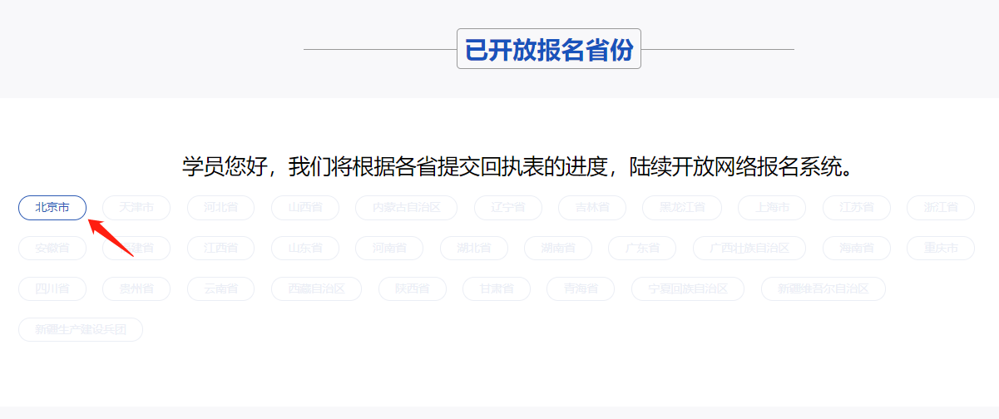 已开放报名省份
学员您好，我们将根据各省提交回执表的进度，陆续开放网络报名系统。
北京市 天津市 河北省 山西省 内蒙古自治区 辽宁省 吉林省 黑龙江省 上海市 江苏省 浙江省
安徽省 建省 江西省 山东省 河南省 湖北省 湖南省 广东省 广西壮族自治区 海南省 重庆市
四川省 贵州省 云南省 西藏自治区 陕西省 甘肃省 青海省 宁夏回族自治区 新疆维吾尔自治区
新疆生产建设兵团